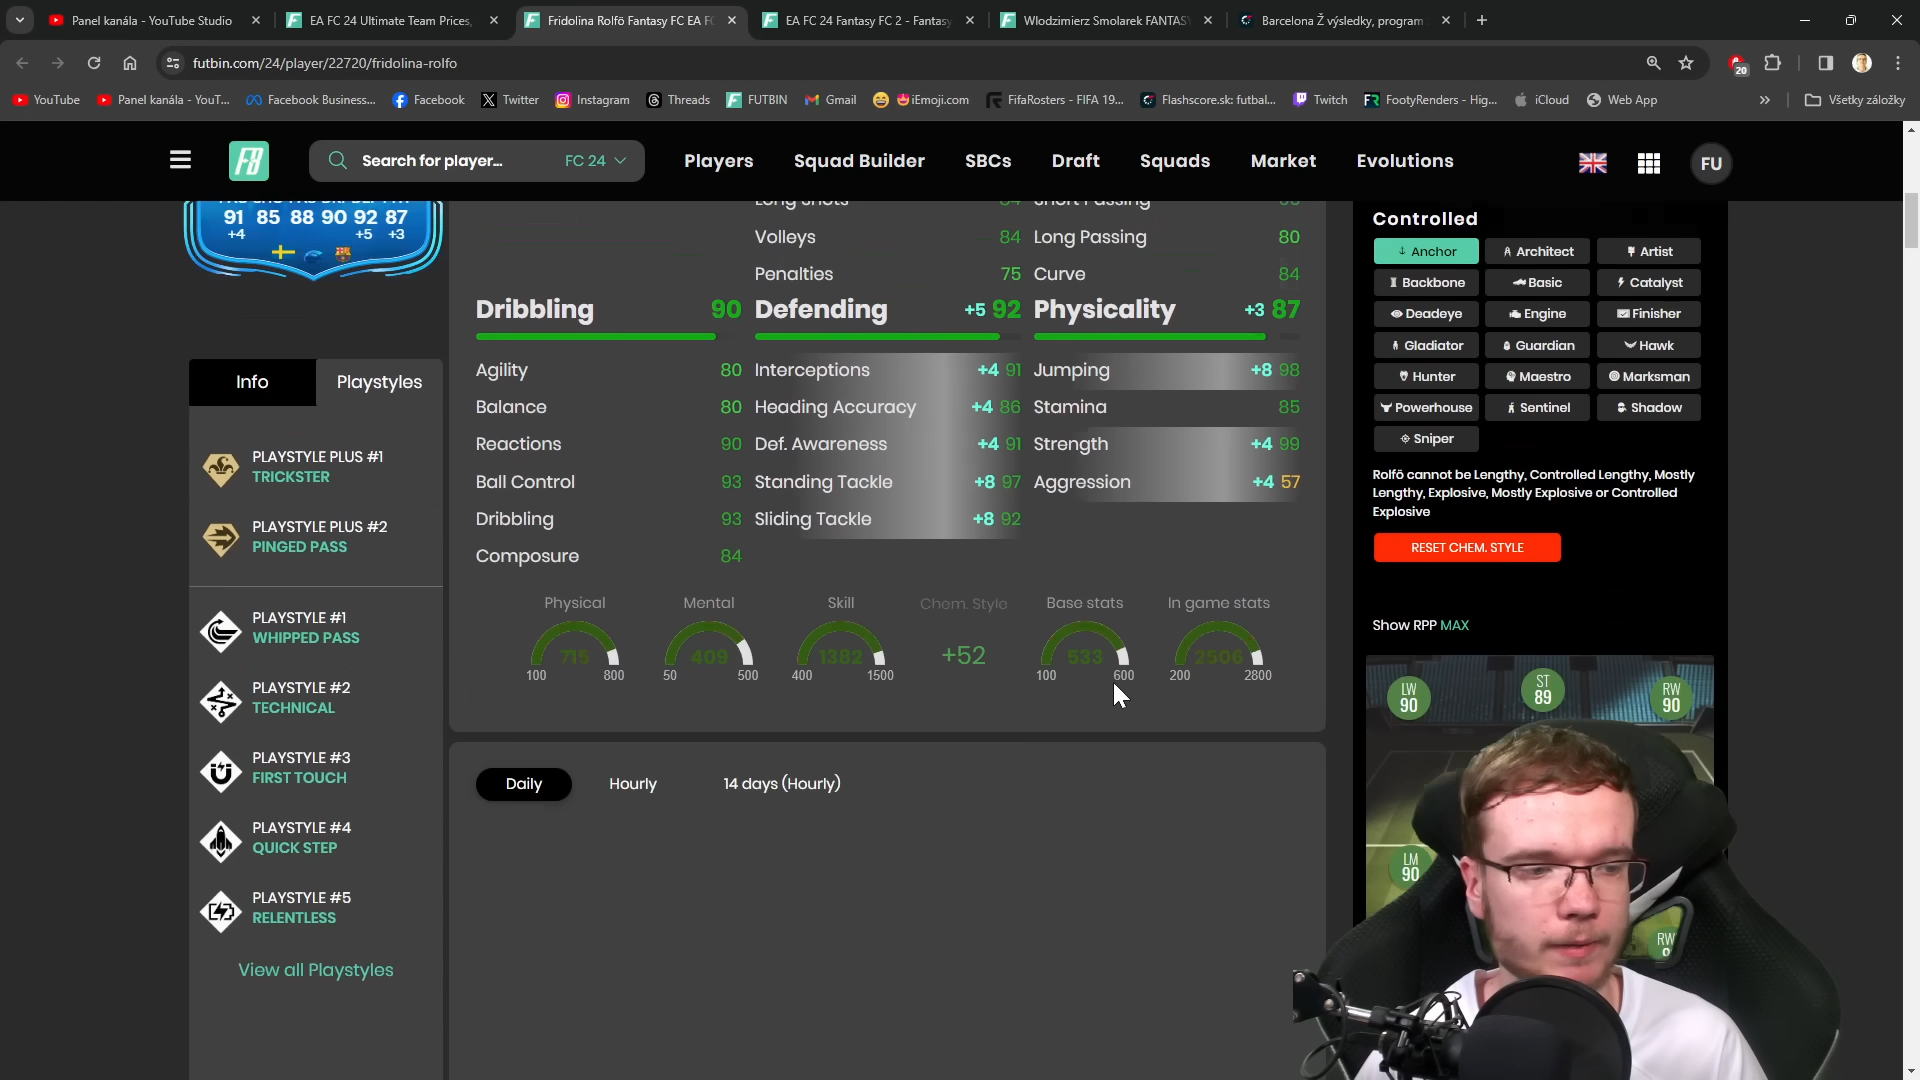 Panel kanála - YouTube Studio
EA FC 24 Ultimate Team Prices,
Fridolina Rolfö Fantasy FC EA FC
EA FC 24 Fantasy FC 2 - Fantasy
Wlodzimierz Smolarek FANTASY
Barcelona Ž výsledky, program
futbin.com/24/player/22720/fridolina-rolfo
20
YouTube
Panel kanála - YouT...
Facebook Business...
Facebook
Twitter
Instagram
Threads
FUTBIN
Gmail
iEmoji.com
FifaRosters - FIFA 19...
Flashscore.sk: futbal...
Twitch
FootyRenders - Hig...
iCloud
Web App
Všetky záložky
Search for player...
FC 24
Players
Squad Builder
SBCs
Draft
Squads
Market
Evolutions
FU
91 85 88 90 92 87
+4 +5 +3
Volleys 84
Long Passing 80
Penalties 75
Curve 84
Dribbling 90
Agility 80
Balance 80
Reactions 90
Ball Control 93
Dribbling 93
Composure 84
Defending +5 92
Interceptions +4 91
Heading Accuracy +4 86
Def. Awareness +4 91
Standing Tackle +8 97
Sliding Tackle +8 92
Physicality +3 87
Jumping +8 98
Stamina 85
Strength +4 99
Aggression +4 57
Physical
715
100 800
Mental
409
50 500
Skill
1382
400 1500
Chem. Style
+52
Base stats
533
100 600
In game stats
2506
200 2800
Daily
Hourly
14 days (Hourly)
Info
Playstyles
PLAYSTYLE PLUS #1
TRICKSTER
PLAYSTYLE PLUS #2
PINGED PASS
PLAYSTYLE #1
WHIPPED PASS
PLAYSTYLE #2
TECHNICAL
PLAYSTYLE #3
FIRST TOUCH
PLAYSTYLE #4
QUICK STEP
PLAYSTYLE #5
RELENTLESS
View all Playstyles
Controlled
Anchor
Architect
Artist
Backbone
Basic
Catalyst
Deadeye
Engine
Finisher
Gladiator
Guardian
Hawk
Hunter
Maestro
Marksman
Powerhouse
Sentinel
Shadow
Sniper
Rolfö cannot be Lengthy, Controlled Lengthy, Mostly
Lengthy, Explosive, Mostly Explosive or Controlled
Explosive
RESET CHEM. STYLE
Show RPP MAX
LW
90
ST
89
RW
90
LM
90
RW